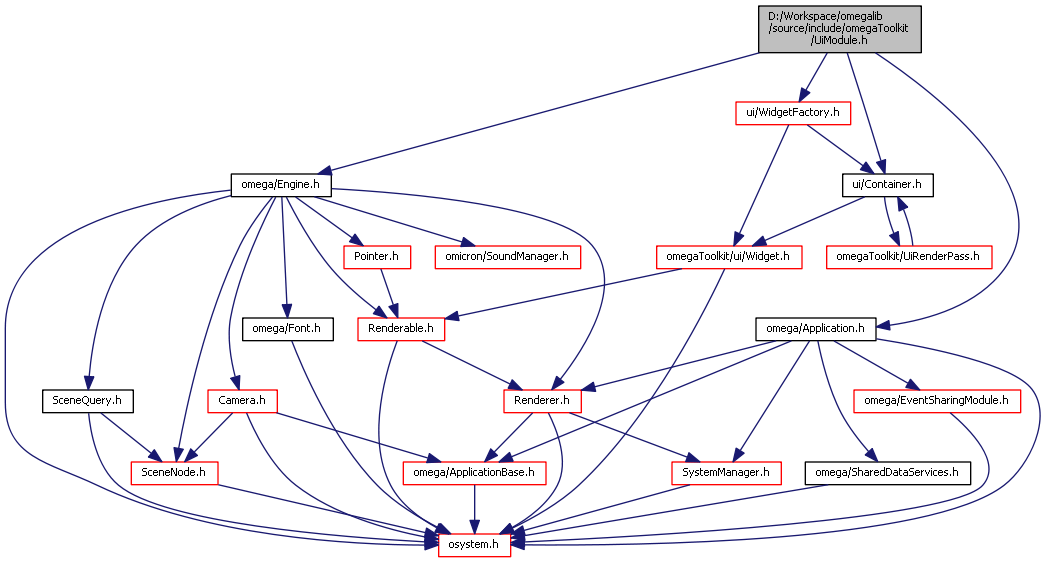 D:/Workspace/omegalib
/source/include/omegaToolkit
/UiModule.h
ui/WidgetFactory.h
omega/Engine.h
ui/Container.h
Pointer.h
omicron/SoundManager.h
omegaToolkit/ui/Widget.h
omegaToolkit/UiRenderPass.h
omega/Font.h
Renderable.h
omega/Application.h
SceneQuery.h
Camera.h
Renderer.h
omega/EventSharingModule.h
SceneNode.h
omega/ApplicationBase.h
SystemManager.h
omega/SharedDataServices.h
osystem.h